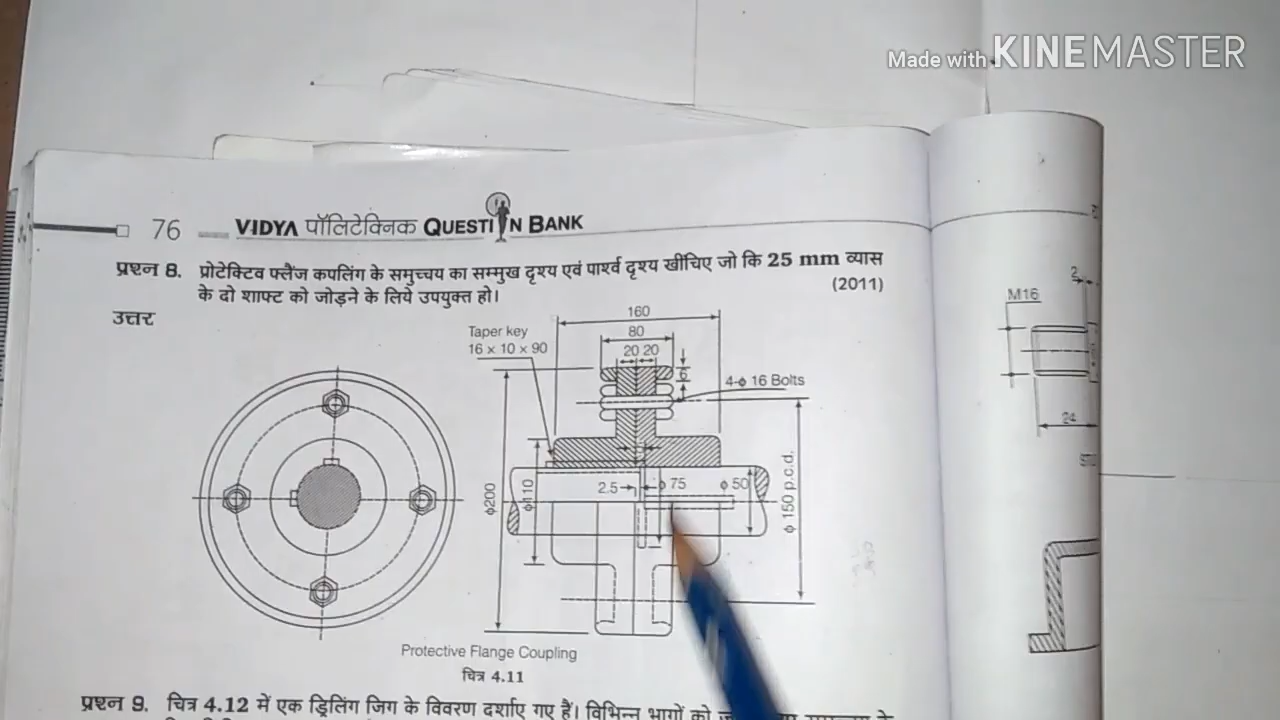 Made with KINEMASTER
76 VIDYA पॉलिटेक्निक QUESTION BANK
प्रश्न 8. प्रोटेक्टिव फ्लैंज कपलिंग के समुच्चय का सम्मुख दृश्य एवं पार्श्व दृश्य खींचिए जो कि 25 mm व्यास
के दो शाफ्ट को जोड़ने के लिये उपयुक्त हो। (2011)
उत्तर
160
Taper key
16 x 10 x 90
80
20 20
6
4-ϕ 16 Bolts
2.5
ϕ 75
ϕ 50
ϕ200
ϕ110
ϕ 150 p.c.d.
Protective Flange Coupling
चित्र 4.11
प्रश्न 9. चित्र 4.12 में एक ड्रिलिंग जिग के विवरण दर्शाए गए हैं। विभिन्न भागों को
2
M16
24